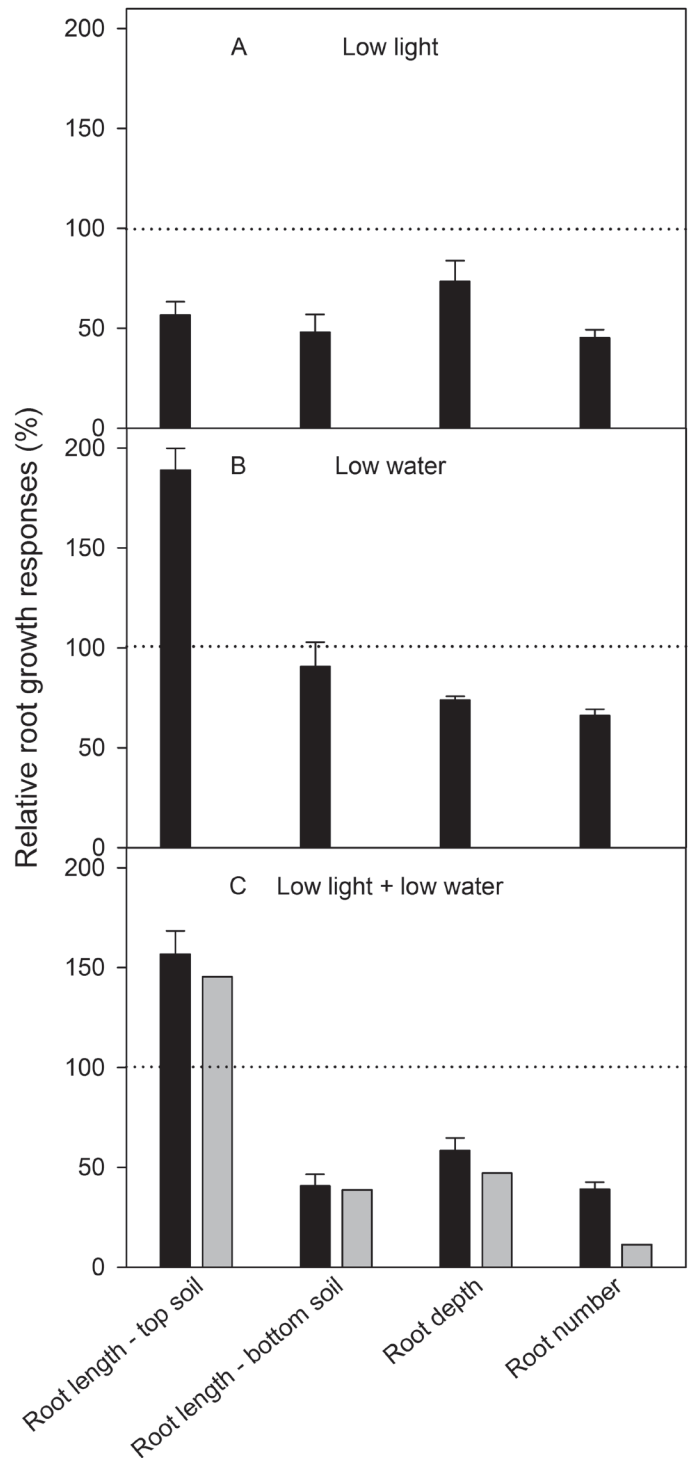 Relative root growth responses (%)
A Low light
200
150
100
50
0
B Low water
200
150
100
50
0
C Low light + low water
200
150
100
50
0
Root length - top soil
Root length - bottom soil
Root depth
Root number